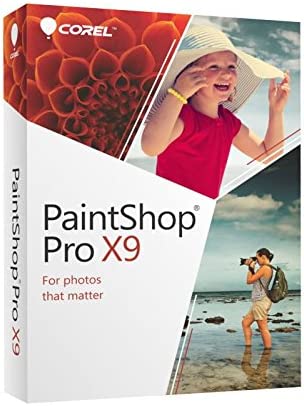 COREL
PaintShop®
Pro X9
For photos
that matter
PaintShop Pro X9